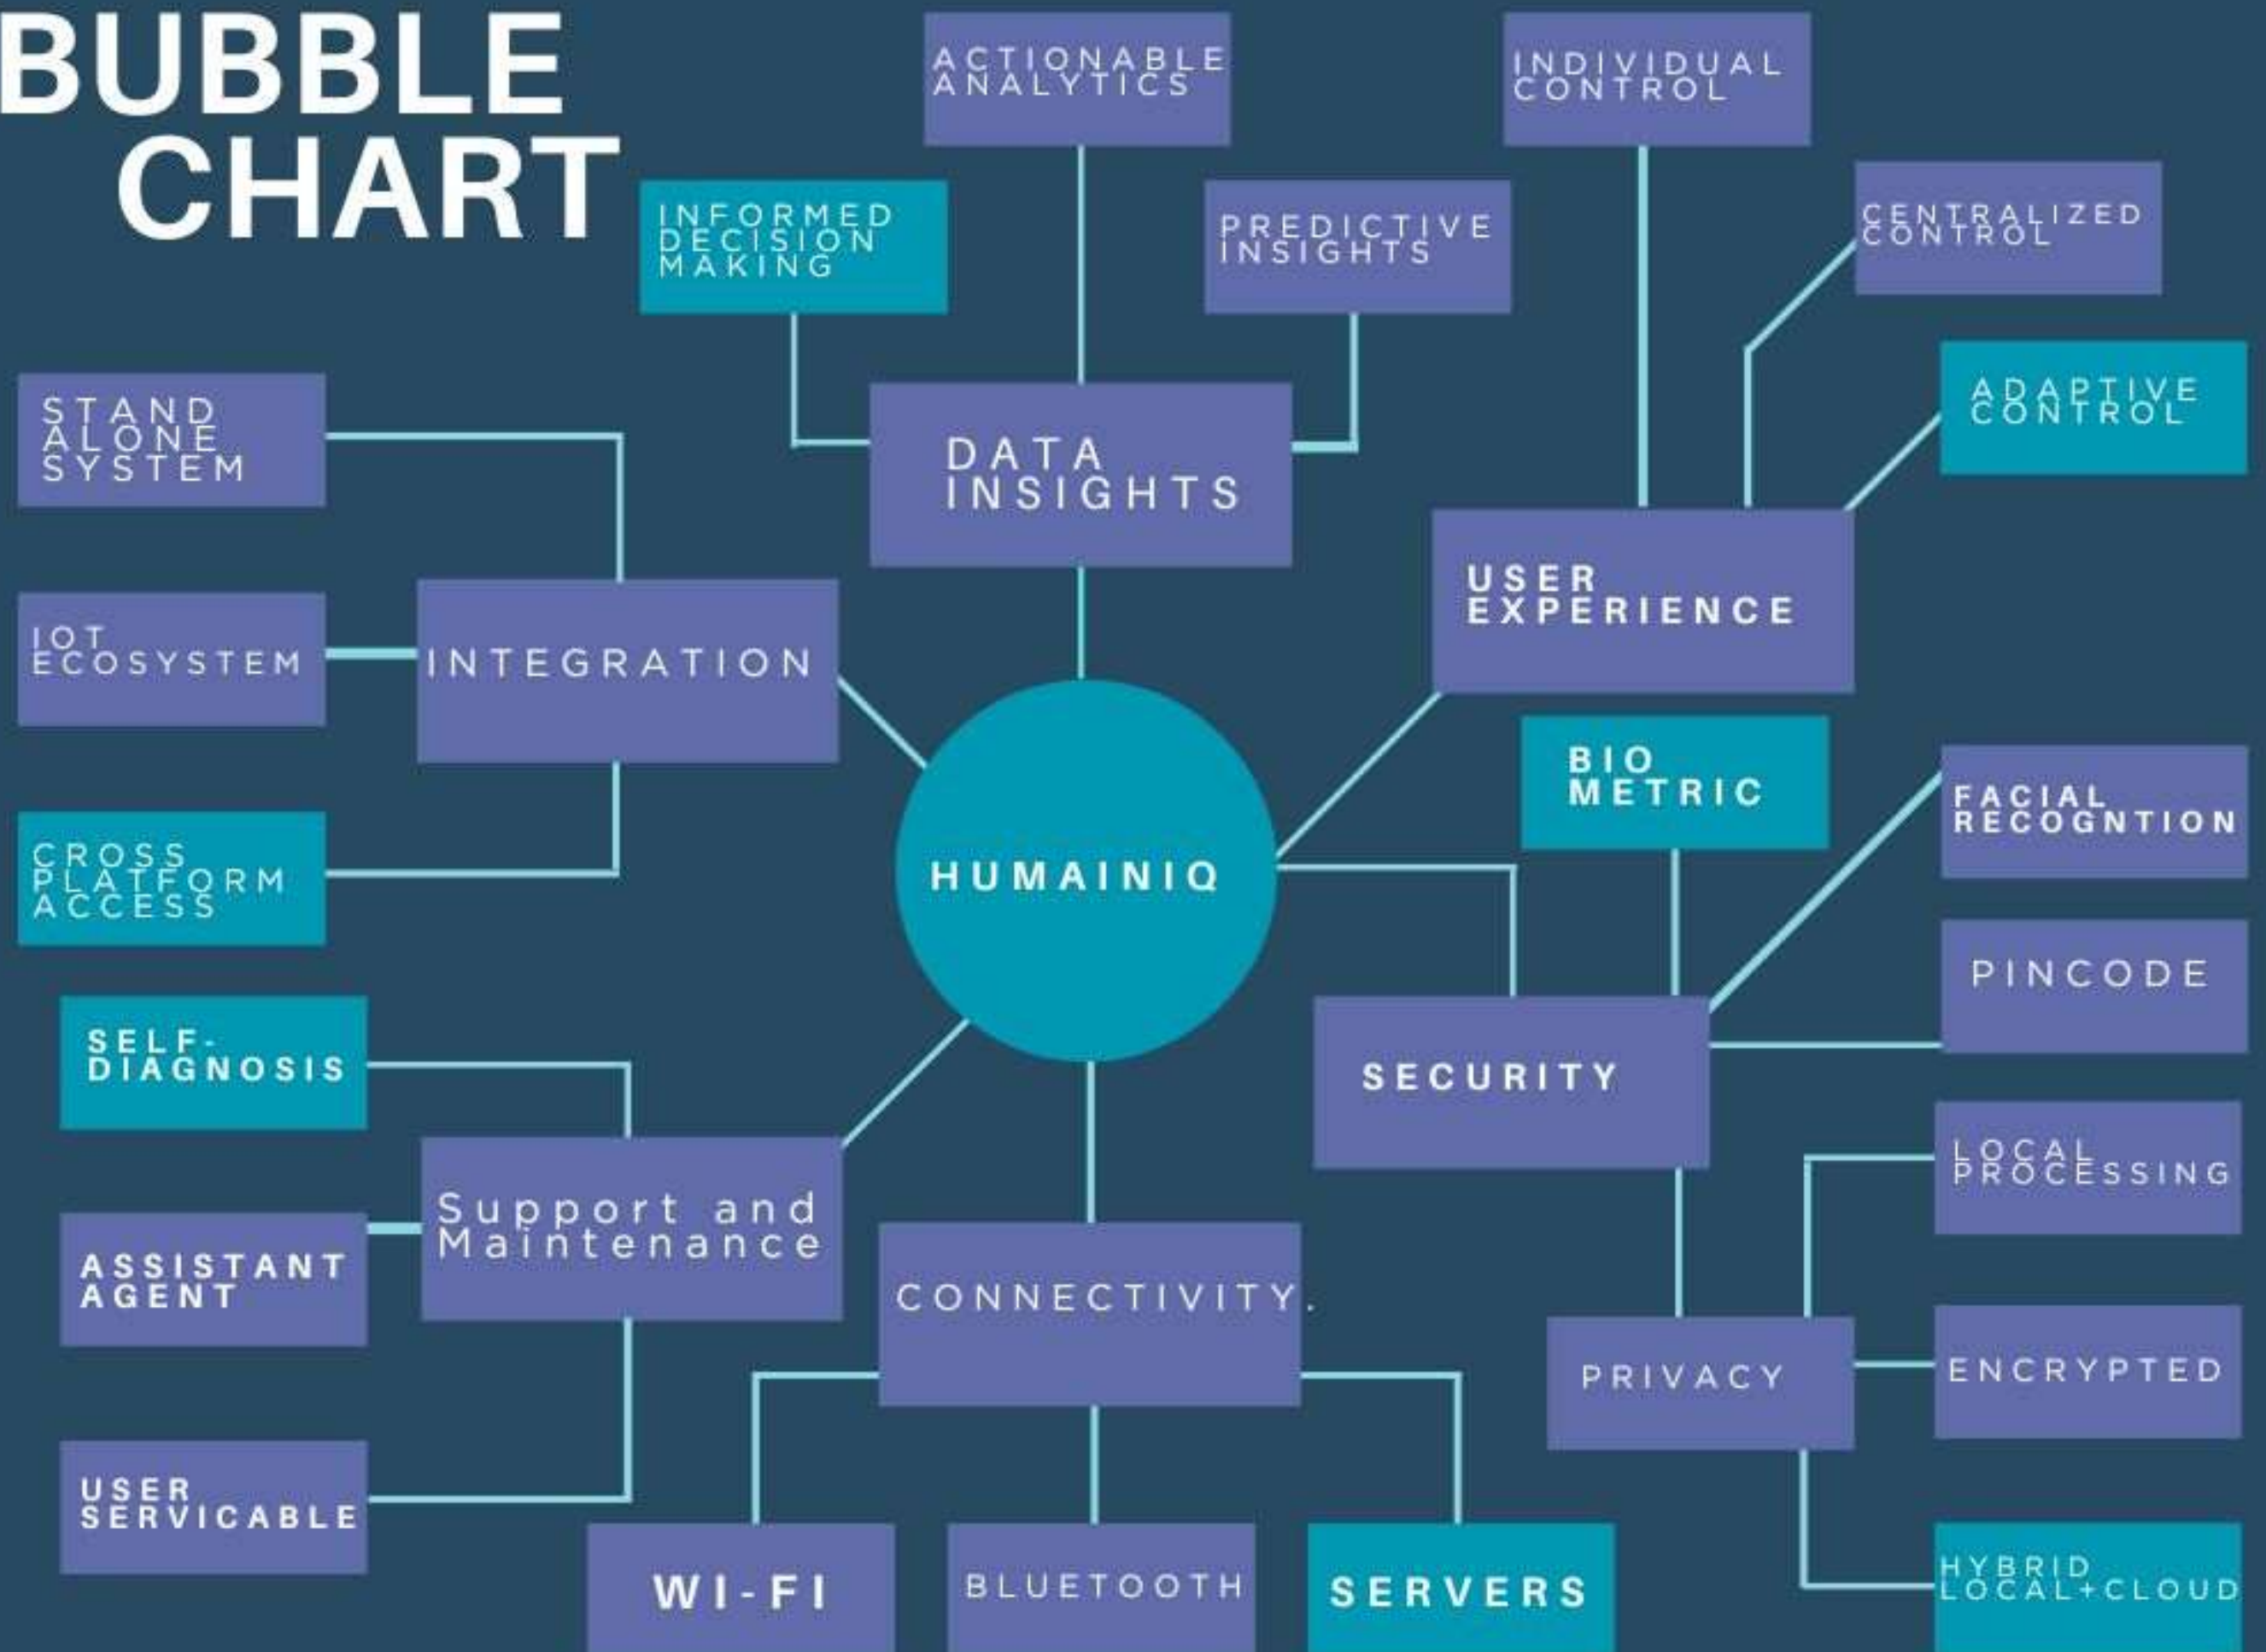 BUBBLE
CHART
ACTIONABLE
ANALYTICS
INDIVIDUAL
CONTROL
INFORMED
DECISION
MAKING
PREDICTIVE
INSIGHTS
CENTRALIZED
CONTROL
ADAPTIVE
CONTROL
STAND
ALONE
SYSTEM
DATA
INSIGHTS
USER
EXPERIENCE
IOT
ECOSYSTEM
INTEGRATION
BIO
METRIC
FACIAL
RECOGNTION
CROSS
PLATFORM
ACCESS
HUMAINIQ
PINCODE
SELF-
DIAGNOSIS
SECURITY
LOCAL
PROCESSING
Support and
Maintenance
ASSISTANT
AGENT
CONNECTIVITY.
PRIVACY
ENCRYPTED
USER
SERVICABLE
WI-FI
BLUETOOTH
SERVERS
HYBRID
LOCAL+CLOUD